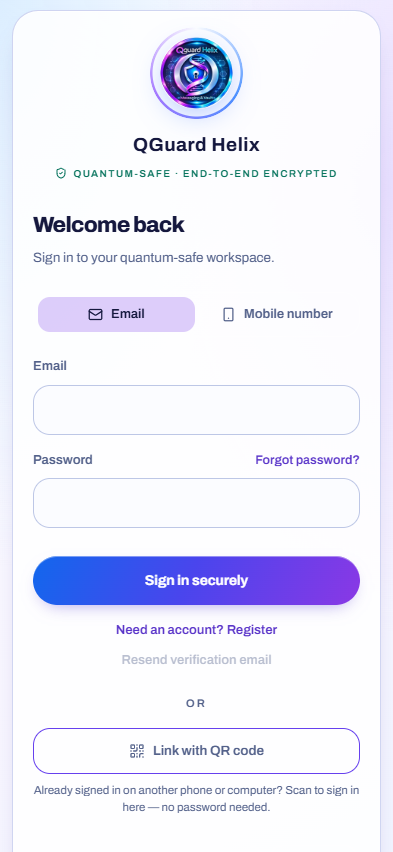 Qguard Helix
QGuard Helix
QUANTUM-SAFE · END-TO-END ENCRYPTED
Welcome back
Sign in to your quantum-safe workspace.
Email
Mobile number
Email
Password
Forgot password?
Sign in securely
Need an account? Register
Resend verification email
OR
Link with QR code
Already signed in on another phone or computer? Scan to sign in
here — no password needed.